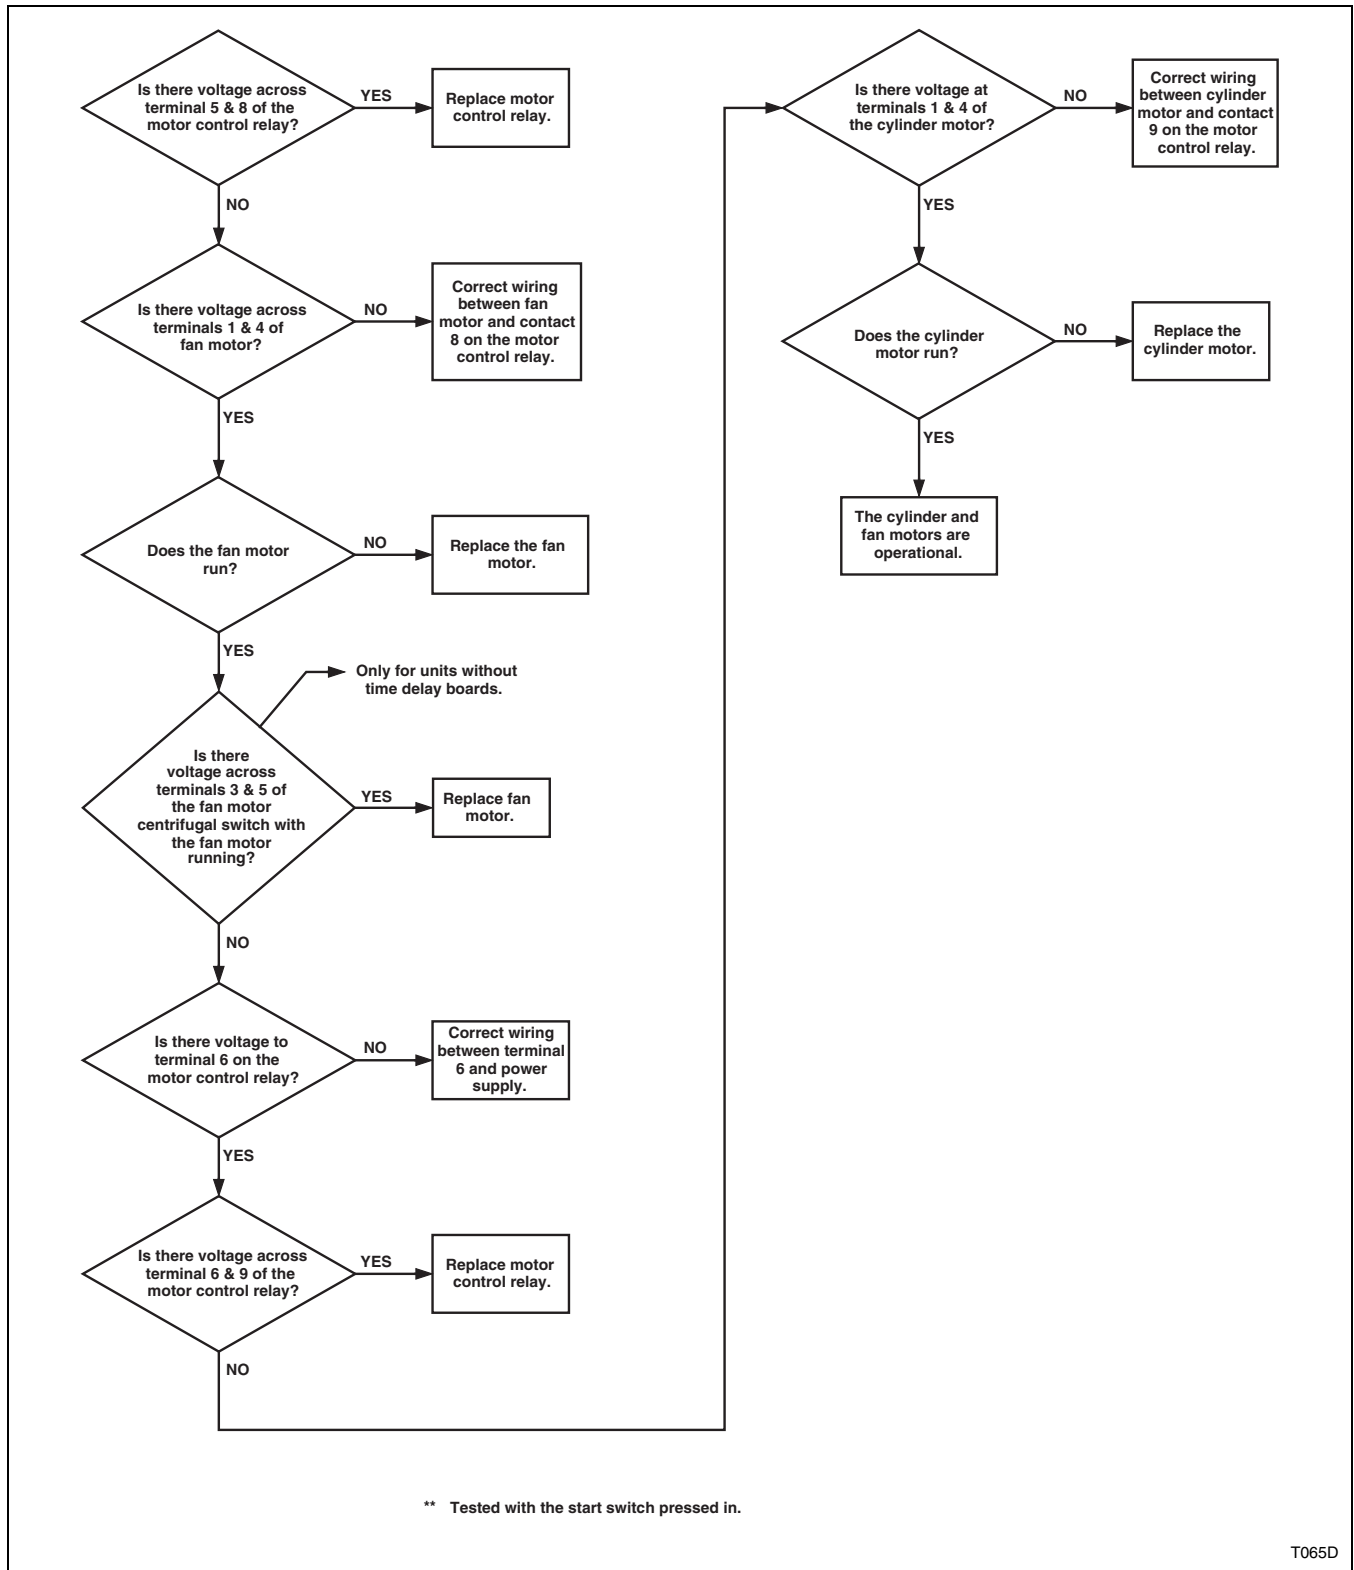 Is there voltage across
terminal 5 & 8 of the
motor control relay?
YES
Replace motor
control relay.
NO
Is there voltage across
terminals 1 & 4 of
fan motor?
NO
Correct wiring
between fan
motor and contact
8 on the motor
control relay.
YES
Does the fan motor
run?
NO
Replace the fan
motor.
YES
Only for units without
time delay boards.
Is there
voltage across
terminals 3 & 5 of
the fan motor
centrifugal switch with
the fan motor
running?
YES
Replace fan
motor.
NO
Is there voltage to
terminal 6 on the
motor control relay?
NO
Correct wiring
between terminal
6 and power
supply.
YES
Is there voltage across
terminal 6 & 9 of the
motor control relay?
YES
Replace motor
control relay.
NO
Is there voltage at
terminals 1 & 4 of
the cylinder motor?
NO
Correct wiring
between cylinder
motor and contact
9 on the motor
control relay.
YES
Does the cylinder
motor run?
NO
Replace the
cylinder motor.
YES
The cylinder and
fan motors are
operational.
** Tested with the start switch pressed in.
T065D